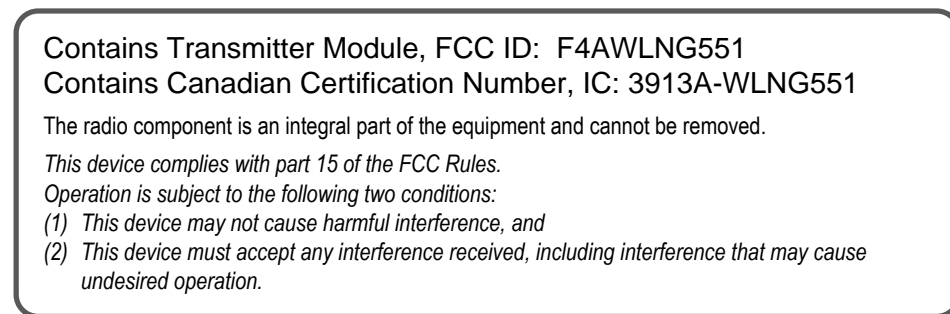 Contains Transmitter Module, FCC ID:  F4AWLNG551
Contains Canadian Certification Number, IC: 3913A-WLNG551
The radio component is an integral part of the equipment and cannot be removed.
This device complies with part 15 of the FCC Rules.
Operation is subject to the following two conditions:
(1) This device may not cause harmful interference, and
(2) This device must accept any interference received, including interference that may cause
undesired operation.